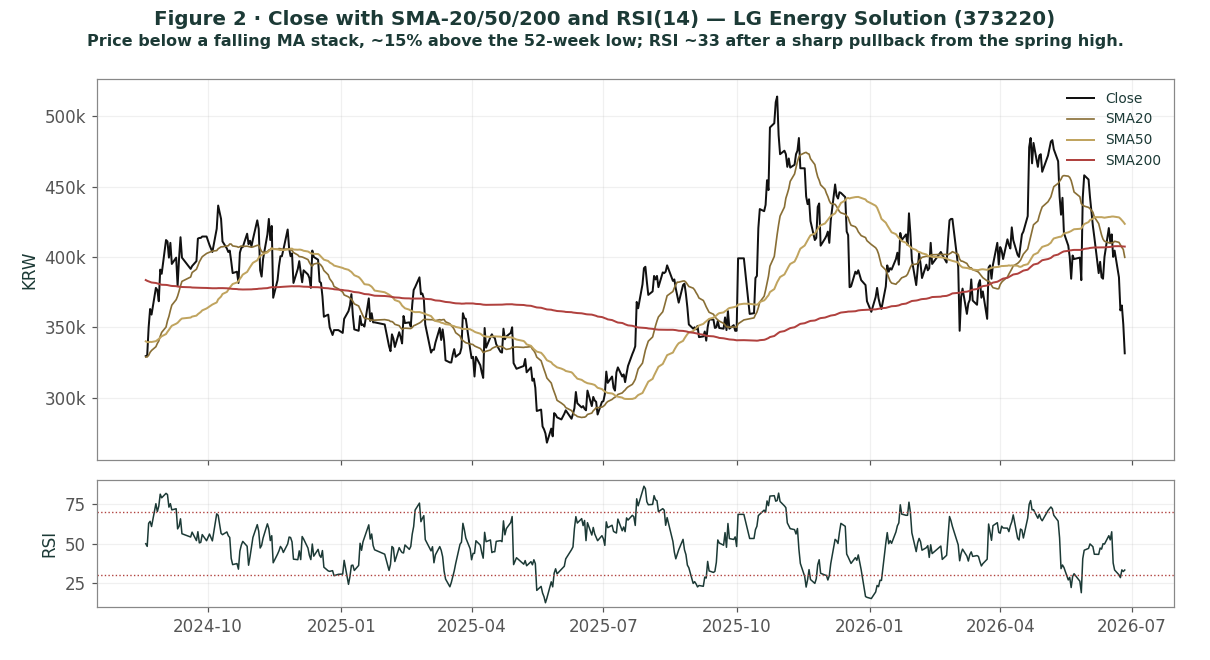 Figure 2 · Close with SMA-20/50/200 and RSI(14) — LG Energy Solution (373220)
Price below a falling MA stack, ~15% above the 52-week low; RSI ~33 after a sharp pullback from the spring high.
500k
450k
400k
350k
300k
KRW
Close
SMA20
SMA50
SMA200
75
50
25
RSI
2024-10
2025-01
2025-04
2025-07
2025-10
2026-01
2026-04
2026-07